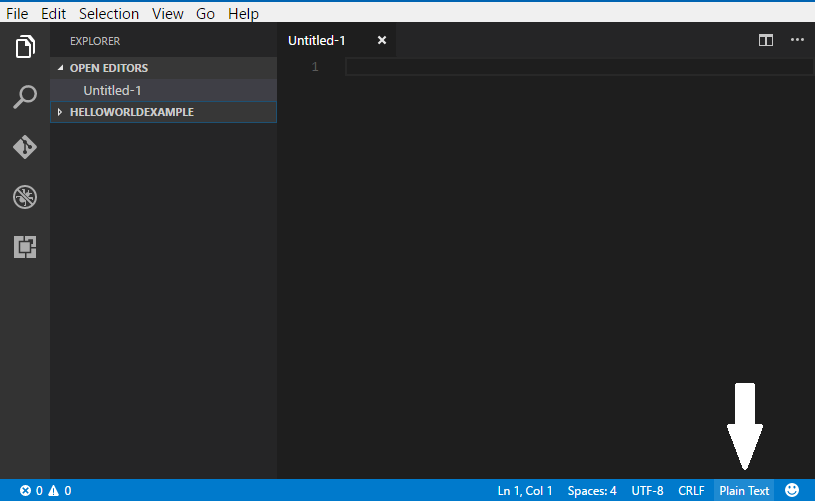 File Edit Selection View Go Help
EXPLORER
OPEN EDITORS
Untitled-1
HELLOWORLDEXAMPLE
Untitled-1
1
0 0
Ln 1, Col 1 Spaces: 4 UTF-8 CRLF Plain Text